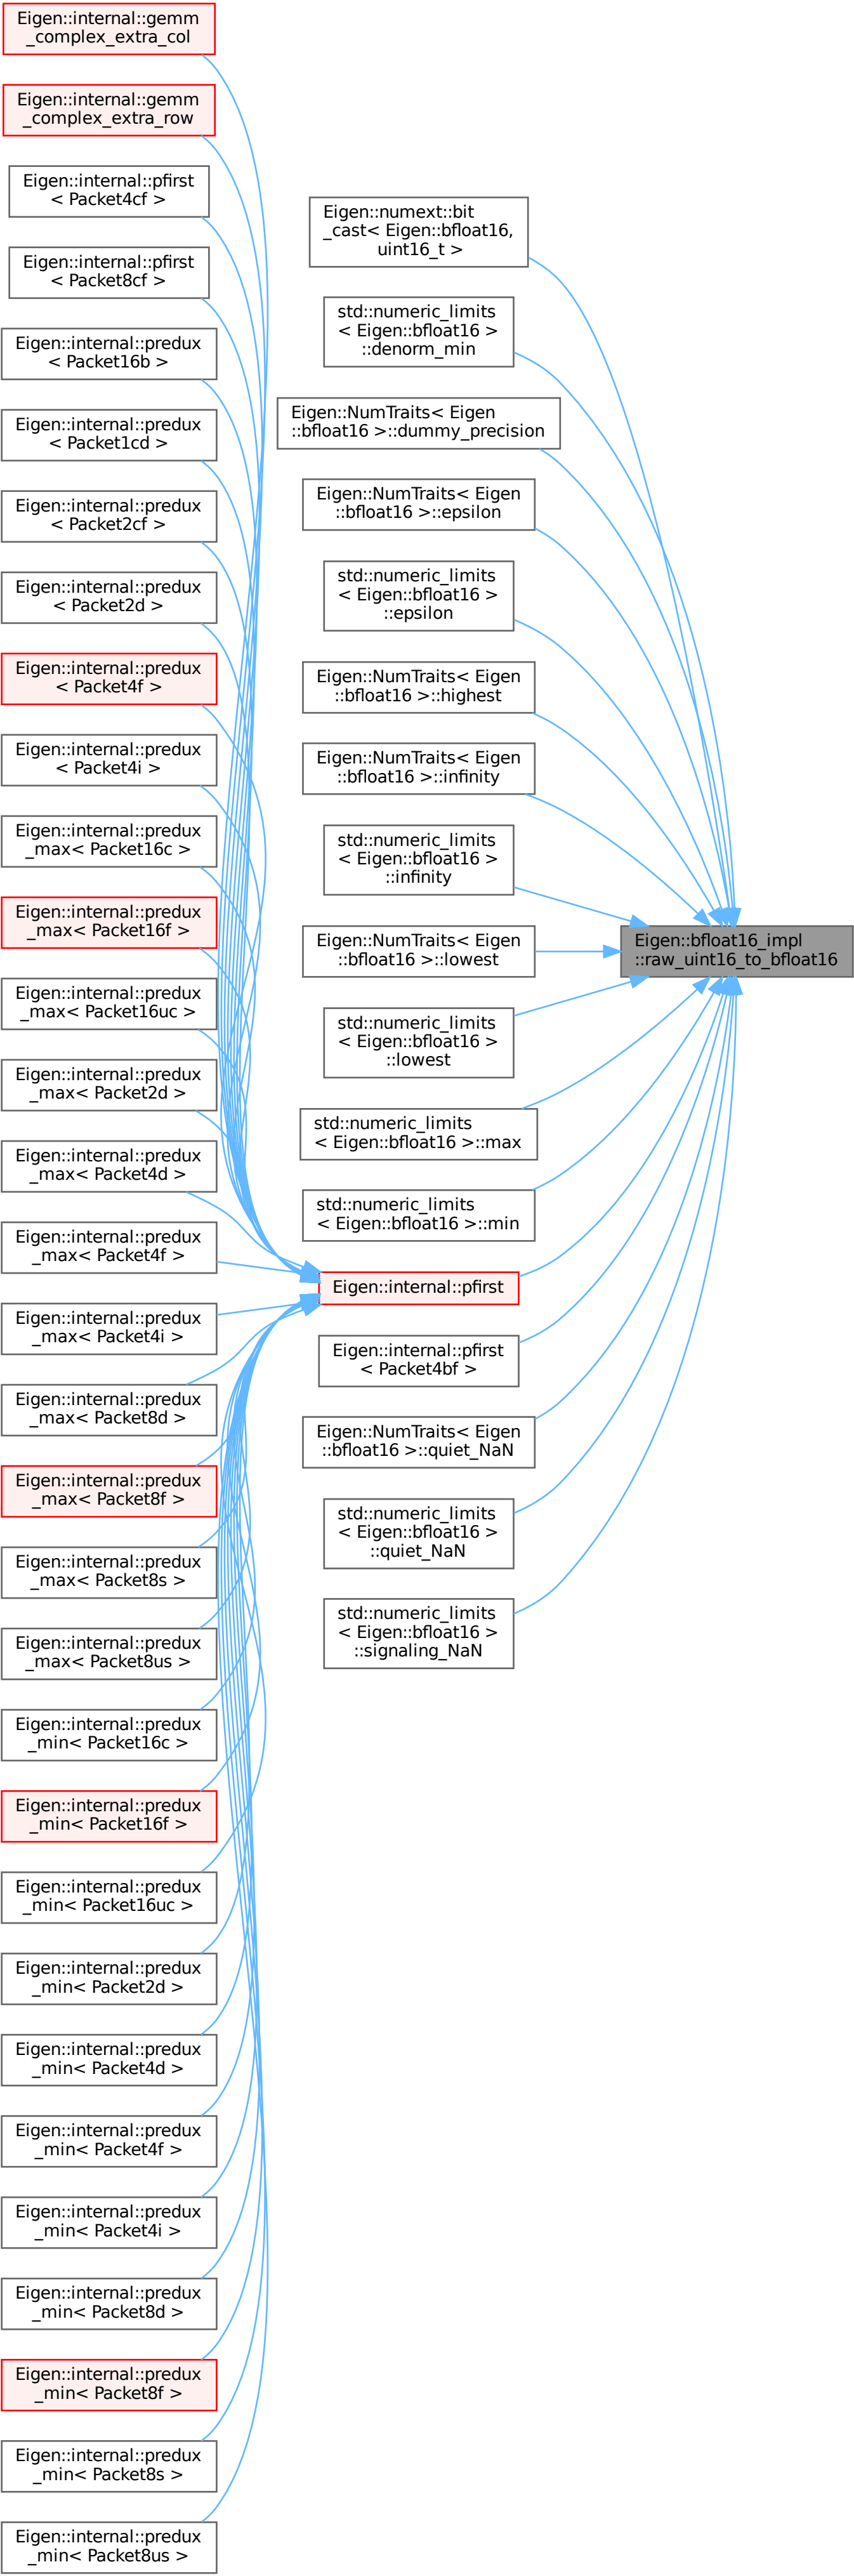 Eigen::internal::gemm
_complex_extra_col
Eigen::internal::gemm
_complex_extra_row
Eigen::internal::pfirst
< Packet4cf >
Eigen::internal::pfirst
< Packet8cf >
Eigen::internal::predux
< Packet16b >
Eigen::internal::predux
< Packet1cd >
Eigen::internal::predux
< Packet2cf >
Eigen::internal::predux
< Packet2d >
Eigen::internal::predux
< Packet4f >
Eigen::internal::predux
< Packet4i >
Eigen::internal::predux
_max< Packet16c >
Eigen::internal::predux
_max< Packet16f >
Eigen::internal::predux
_max< Packet16uc >
Eigen::internal::predux
_max< Packet2d >
Eigen::internal::predux
_max< Packet4d >
Eigen::internal::predux
_max< Packet4f >
Eigen::internal::predux
_max< Packet4i >
Eigen::internal::predux
_max< Packet8d >
Eigen::internal::predux
_max< Packet8f >
Eigen::internal::predux
_max< Packet8s >
Eigen::internal::predux
_max< Packet8us >
Eigen::internal::predux
_min< Packet16c >
Eigen::internal::predux
_min< Packet16f >
Eigen::internal::predux
_min< Packet16uc >
Eigen::internal::predux
_min< Packet2d >
Eigen::internal::predux
_min< Packet4d >
Eigen::internal::predux
_min< Packet4f >
Eigen::internal::predux
_min< Packet4i >
Eigen::internal::predux
_min< Packet8d >
Eigen::internal::predux
_min< Packet8f >
Eigen::internal::predux
_min< Packet8s >
Eigen::internal::predux
_min< Packet8us >
Eigen::numext::bit
_cast< Eigen::bfloat16,
uint16_t >
std::numeric_limits
< Eigen::bfloat16 >
::denorm_min
Eigen::NumTraits< Eigen
::bfloat16 >::dummy_precision
Eigen::NumTraits< Eigen
::bfloat16 >::epsilon
std::numeric_limits
< Eigen::bfloat16 >
::epsilon
Eigen::NumTraits< Eigen
::bfloat16 >::highest
Eigen::NumTraits< Eigen
::bfloat16 >::infinity
std::numeric_limits
< Eigen::bfloat16 >
::infinity
Eigen::NumTraits< Eigen
::bfloat16 >::lowest
std::numeric_limits
< Eigen::bfloat16 >
::lowest
std::numeric_limits
< Eigen::bfloat16 >::max
std::numeric_limits
< Eigen::bfloat16 >::min
Eigen::internal::pfirst
Eigen::internal::pfirst
< Packet4bf >
Eigen::NumTraits< Eigen
::bfloat16 >::quiet_NaN
std::numeric_limits
< Eigen::bfloat16 >
::quiet_NaN
std::numeric_limits
< Eigen::bfloat16 >
::signaling_NaN
Eigen::bfloat16_impl
::raw_uint16_to_bfloat16